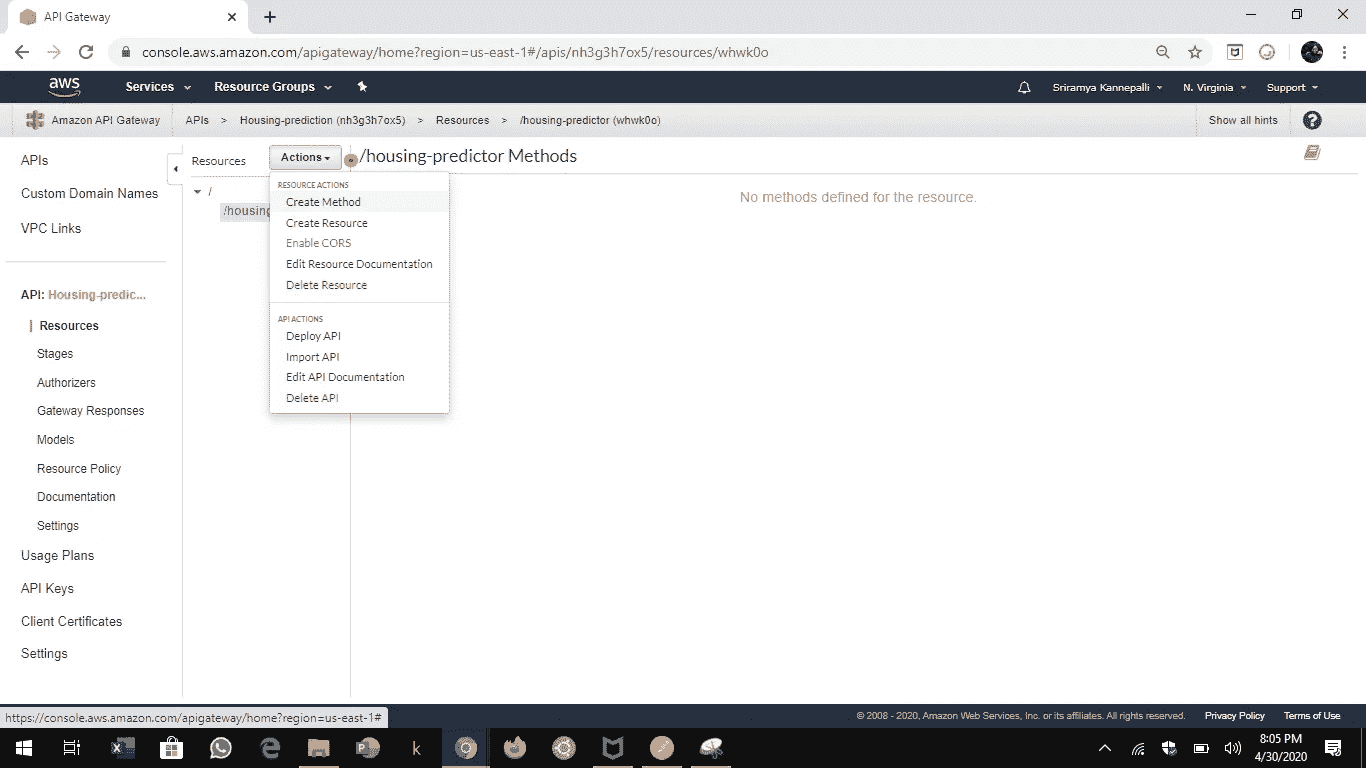 API Gateway
console.aws.amazon.com/apigateway/home?region=us-east-1#/apis/nh3g3h7ox5/resources/whwk0o
aws Services Resource Groups Sriramya Kannepalli N. Virginia Support
Amazon API Gateway APIs > Housing-prediction (nh3g3h7ox5) > Resources > /housing-predictor (whwk0o) Show all hints ?
APIs
Custom Domain Names
VPC Links
API: Housing-predic...
Resources
Stages
Authorizers
Gateway Responses
Models
Resource Policy
Documentation
Settings
Usage Plans
API Keys
Client Certificates
Settings
Resources Actions /housing-predictor Methods
/
/housing
RESOURCE ACTIONS
Create Method
Create Resource
Enable CORS
Edit Resource Documentation
Delete Resource
API ACTIONS
Deploy API
Import API
Edit API Documentation
Delete API
No methods defined for the resource.
https://console.aws.amazon.com/apigateway/home?region=us-east-1#
© 2008 - 2020, Amazon Web Services, Inc. or its affiliates. All rights reserved. Privacy Policy Terms of Use
k
8:05 PM
4/30/2020